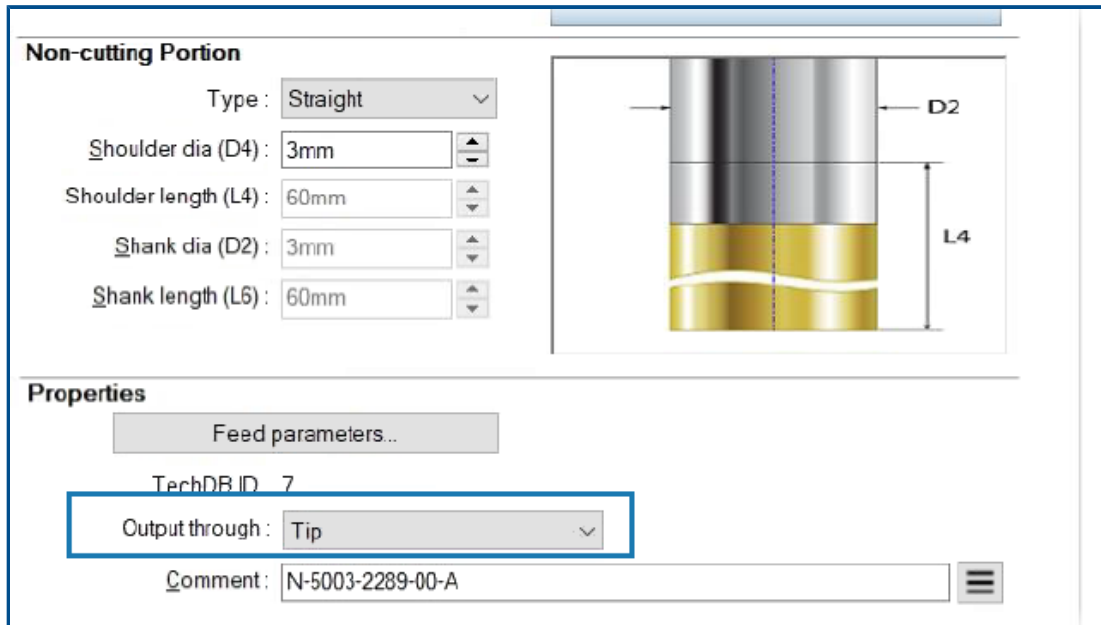 Non-cutting Portion
Type : Straight
D2
Shoulder dia (D4) : 3mm
Shoulder length (L4) : 60mm
L4
Shank dia (D2) : 3mm
Shank length (L6) : 60mm
Properties
Feed parameters...
TechDB ID 7
Output through : Tip
Comment : N-5003-2289-00-A